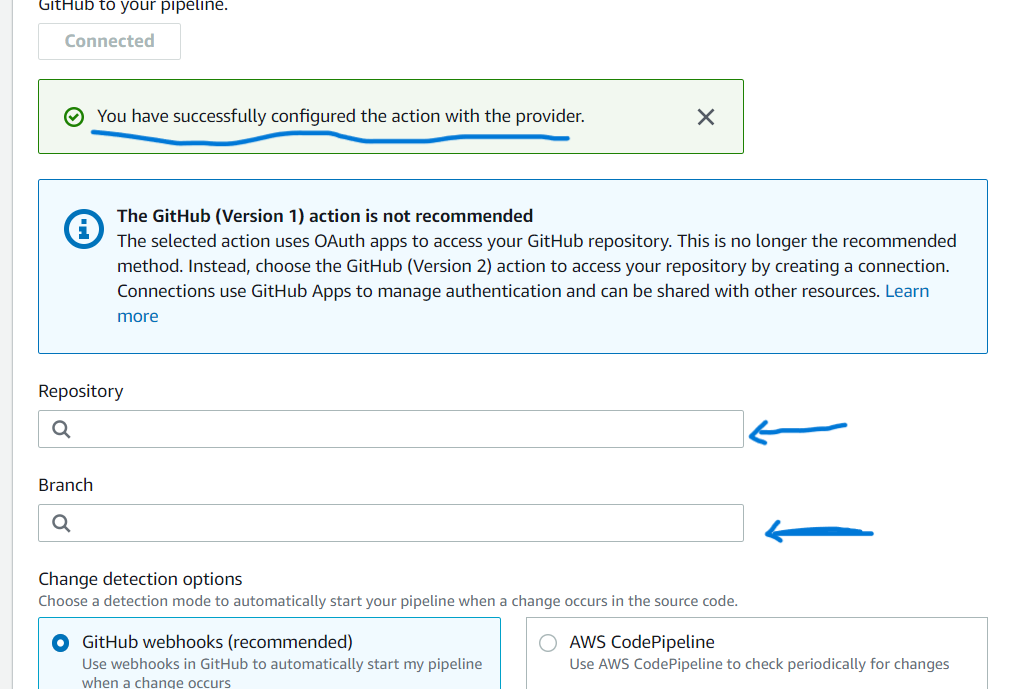 GitHub to your pipeline.
Connected
You have successfully configured the action with the provider.
The GitHub (Version 1) action is not recommended
The selected action uses OAuth apps to access your GitHub repository. This is no longer the recommended
method. Instead, choose the GitHub (Version 2) action to access your repository by creating a connection.
Connections use GitHub Apps to manage authentication and can be shared with other resources. Learn
more
Repository
Branch
Change detection options
Choose a detection mode to automatically start your pipeline when a change occurs in the source code.
GitHub webhooks (recommended)
Use webhooks in GitHub to automatically start my pipeline
when a change occurs
AWS CodePipeline
Use AWS CodePipeline to check periodically for changes